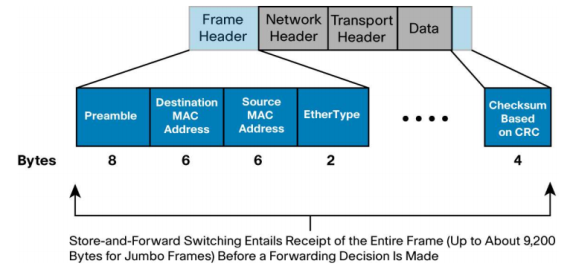 Frame Header
Network Header
Transport Header
Data
Preamble
Destination MAC Address
Source MAC Address
EtherType
Checksum Based on CRC
Bytes 8 6 6 2 4
Store-and-Forward Switching Entails Receipt of the Entire Frame (Up to About 9,200
Bytes for Jumbo Frames) Before a Forwarding Decision Is Made